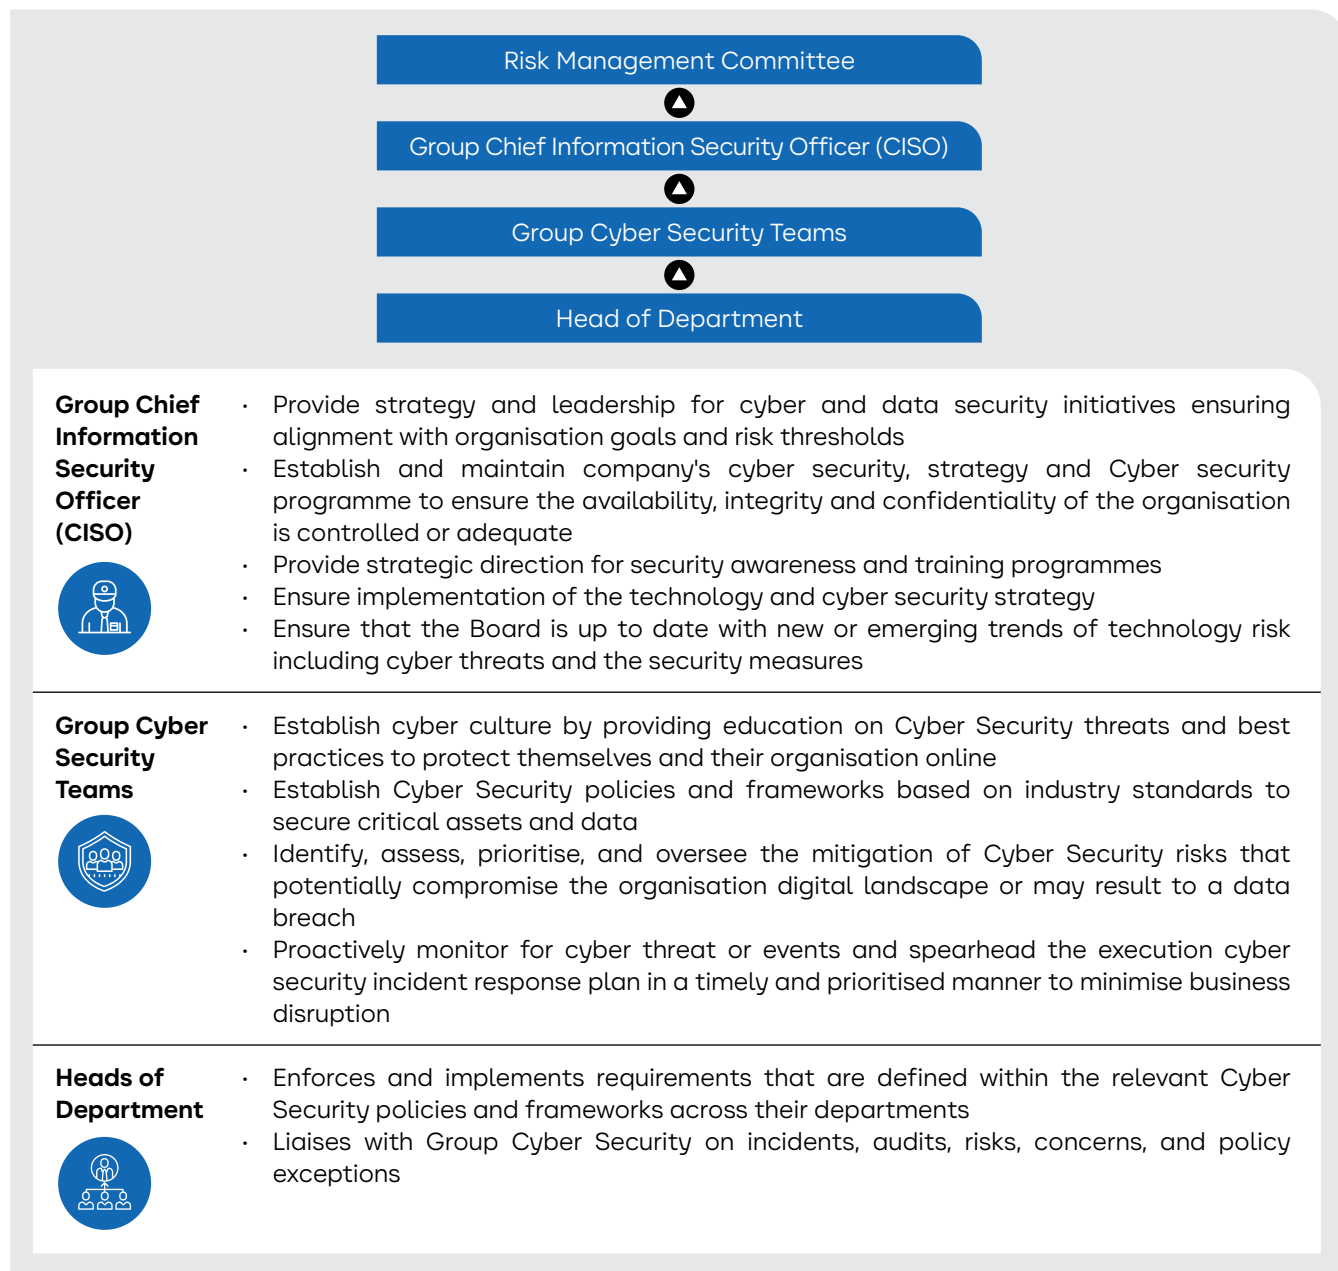 Risk Management Committee
Group Chief Information Security Officer (CISO)
Group Cyber Security Teams
Head of Department
Group Chief
Information
Security
Officer
(CISO)
· Provide strategy and leadership for cyber and data security initiatives ensuring
alignment with organisation goals and risk thresholds
· Establish and maintain company's cyber security, strategy and Cyber security
programme to ensure the availability, integrity and confidentiality of the organisation
is controlled or adequate
· Provide strategic direction for security awareness and training programmes
· Ensure implementation of the technology and cyber security strategy
· Ensure that the Board is up to date with new or emerging trends of technology risk
including cyber threats and the security measures
Group Cyber
Security
Teams
· Establish cyber culture by providing education on Cyber Security threats and best
practices to protect themselves and their organisation online
· Establish Cyber Security policies and frameworks based on industry standards to
secure critical assets and data
· Identify, assess, prioritise, and oversee the mitigation of Cyber Security risks that
potentially compromise the organisation digital landscape or may result to a data
breach
· Proactively monitor for cyber threat or events and spearhead the execution cyber
security incident response plan in a timely and prioritised manner to minimise business
disruption
Heads of
Department
· Enforces and implements requirements that are defined within the relevant Cyber
Security policies and frameworks across their departments
· Liaises with Group Cyber Security on incidents, audits, risks, concerns, and policy
exceptions